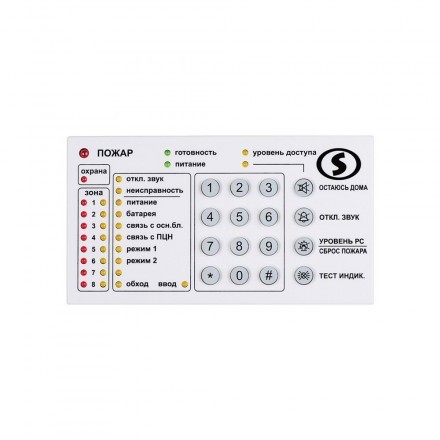 ПОЖАР
готовность
питание
уровень доступа
S
охрана
зона
1
2
3
4
5
6
7
8
откл. звук
неисправность
питание
батарея
связь с осн.бл.
связь с ПЦН
режим 1
режим 2
обход ввод
1 2 3
4 5 6
7 8 9
* 0 #
ОСТАЮСЬ ДОМА
ОТКЛ. ЗВУК
УРОВЕНЬ РС
СБРОС ПОЖАРА
ТЕСТ ИНДИК.